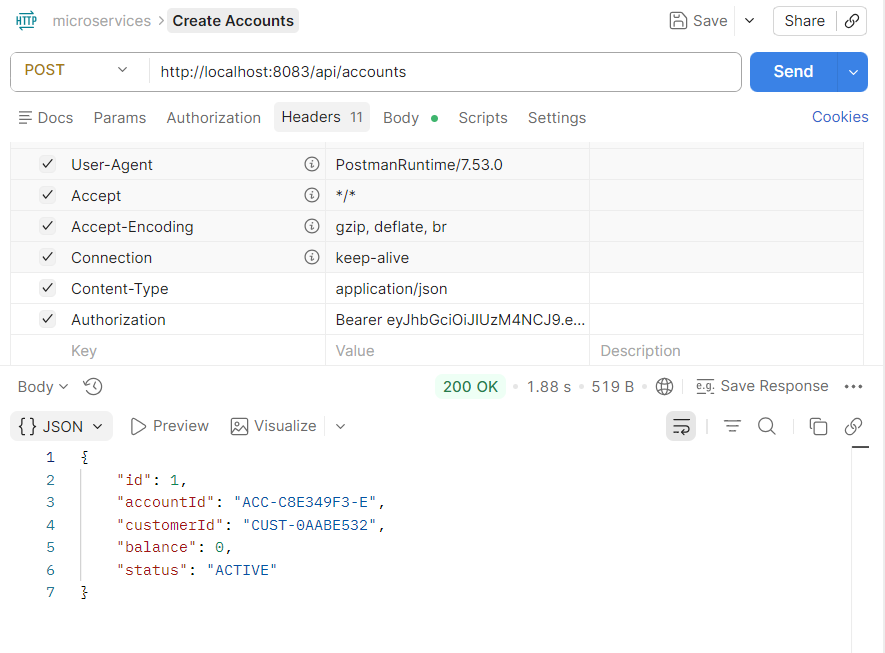 HTTP microservices > Create Accounts Save Share
POST http://localhost:8083/api/accounts Send
Docs Params Authorization Headers 11 Body Scripts Settings Cookies
User-Agent PostmanRuntime/7.53.0
Accept */*
Accept-Encoding gzip, deflate, br
Connection keep-alive
Content-Type application/json
Authorization Bearer eyJhbGciOiJIUzM4NCJ9.e...
Key Value Description
Body 200 OK • 1.88 s • 519 B • e.g. Save Response
{} JSON Preview Visualize
1 {
2 "id": 1,
3 "accountId": "ACC-C8E349F3-E",
4 "customerId": "CUST-0AABE532",
5 "balance": 0,
6 "status": "ACTIVE"
7 }